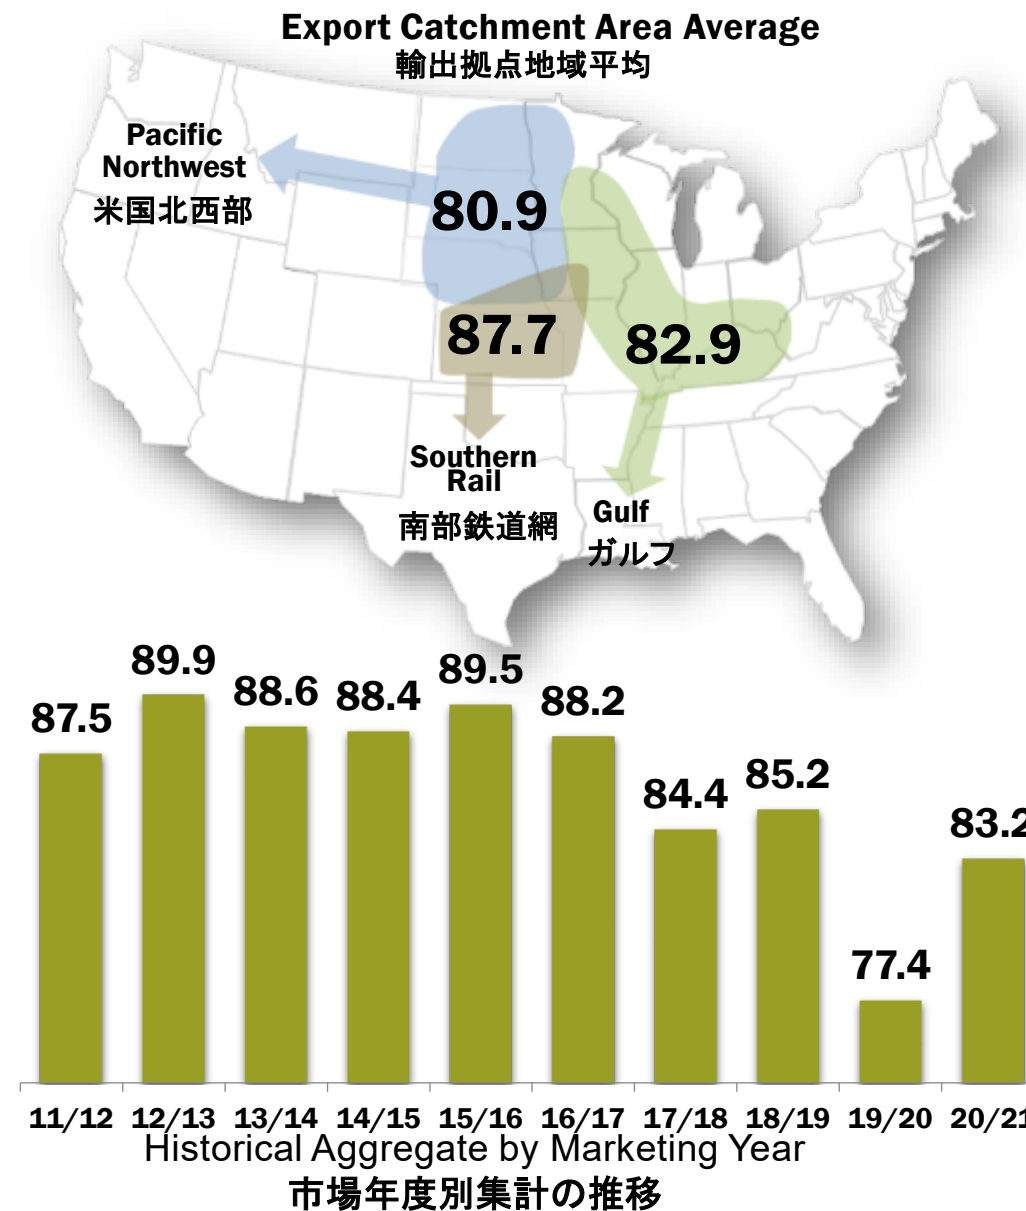 Export Catchment Area Average
輸出拠点地域平均
Pacific
Northwest
米国北西部
80.9
87.7
82.9
Southern
Rail
南部鉄道網
Gulf
ガルフ
87.5
89.9
88.6
88.4
89.5
88.2
84.4
85.2
77.4
83.2
11/12 12/13 13/14 14/15 15/16 16/17 17/18 18/19 19/20 20/21
Historical Aggregate by Marketing Year
市場年度別集計の推移